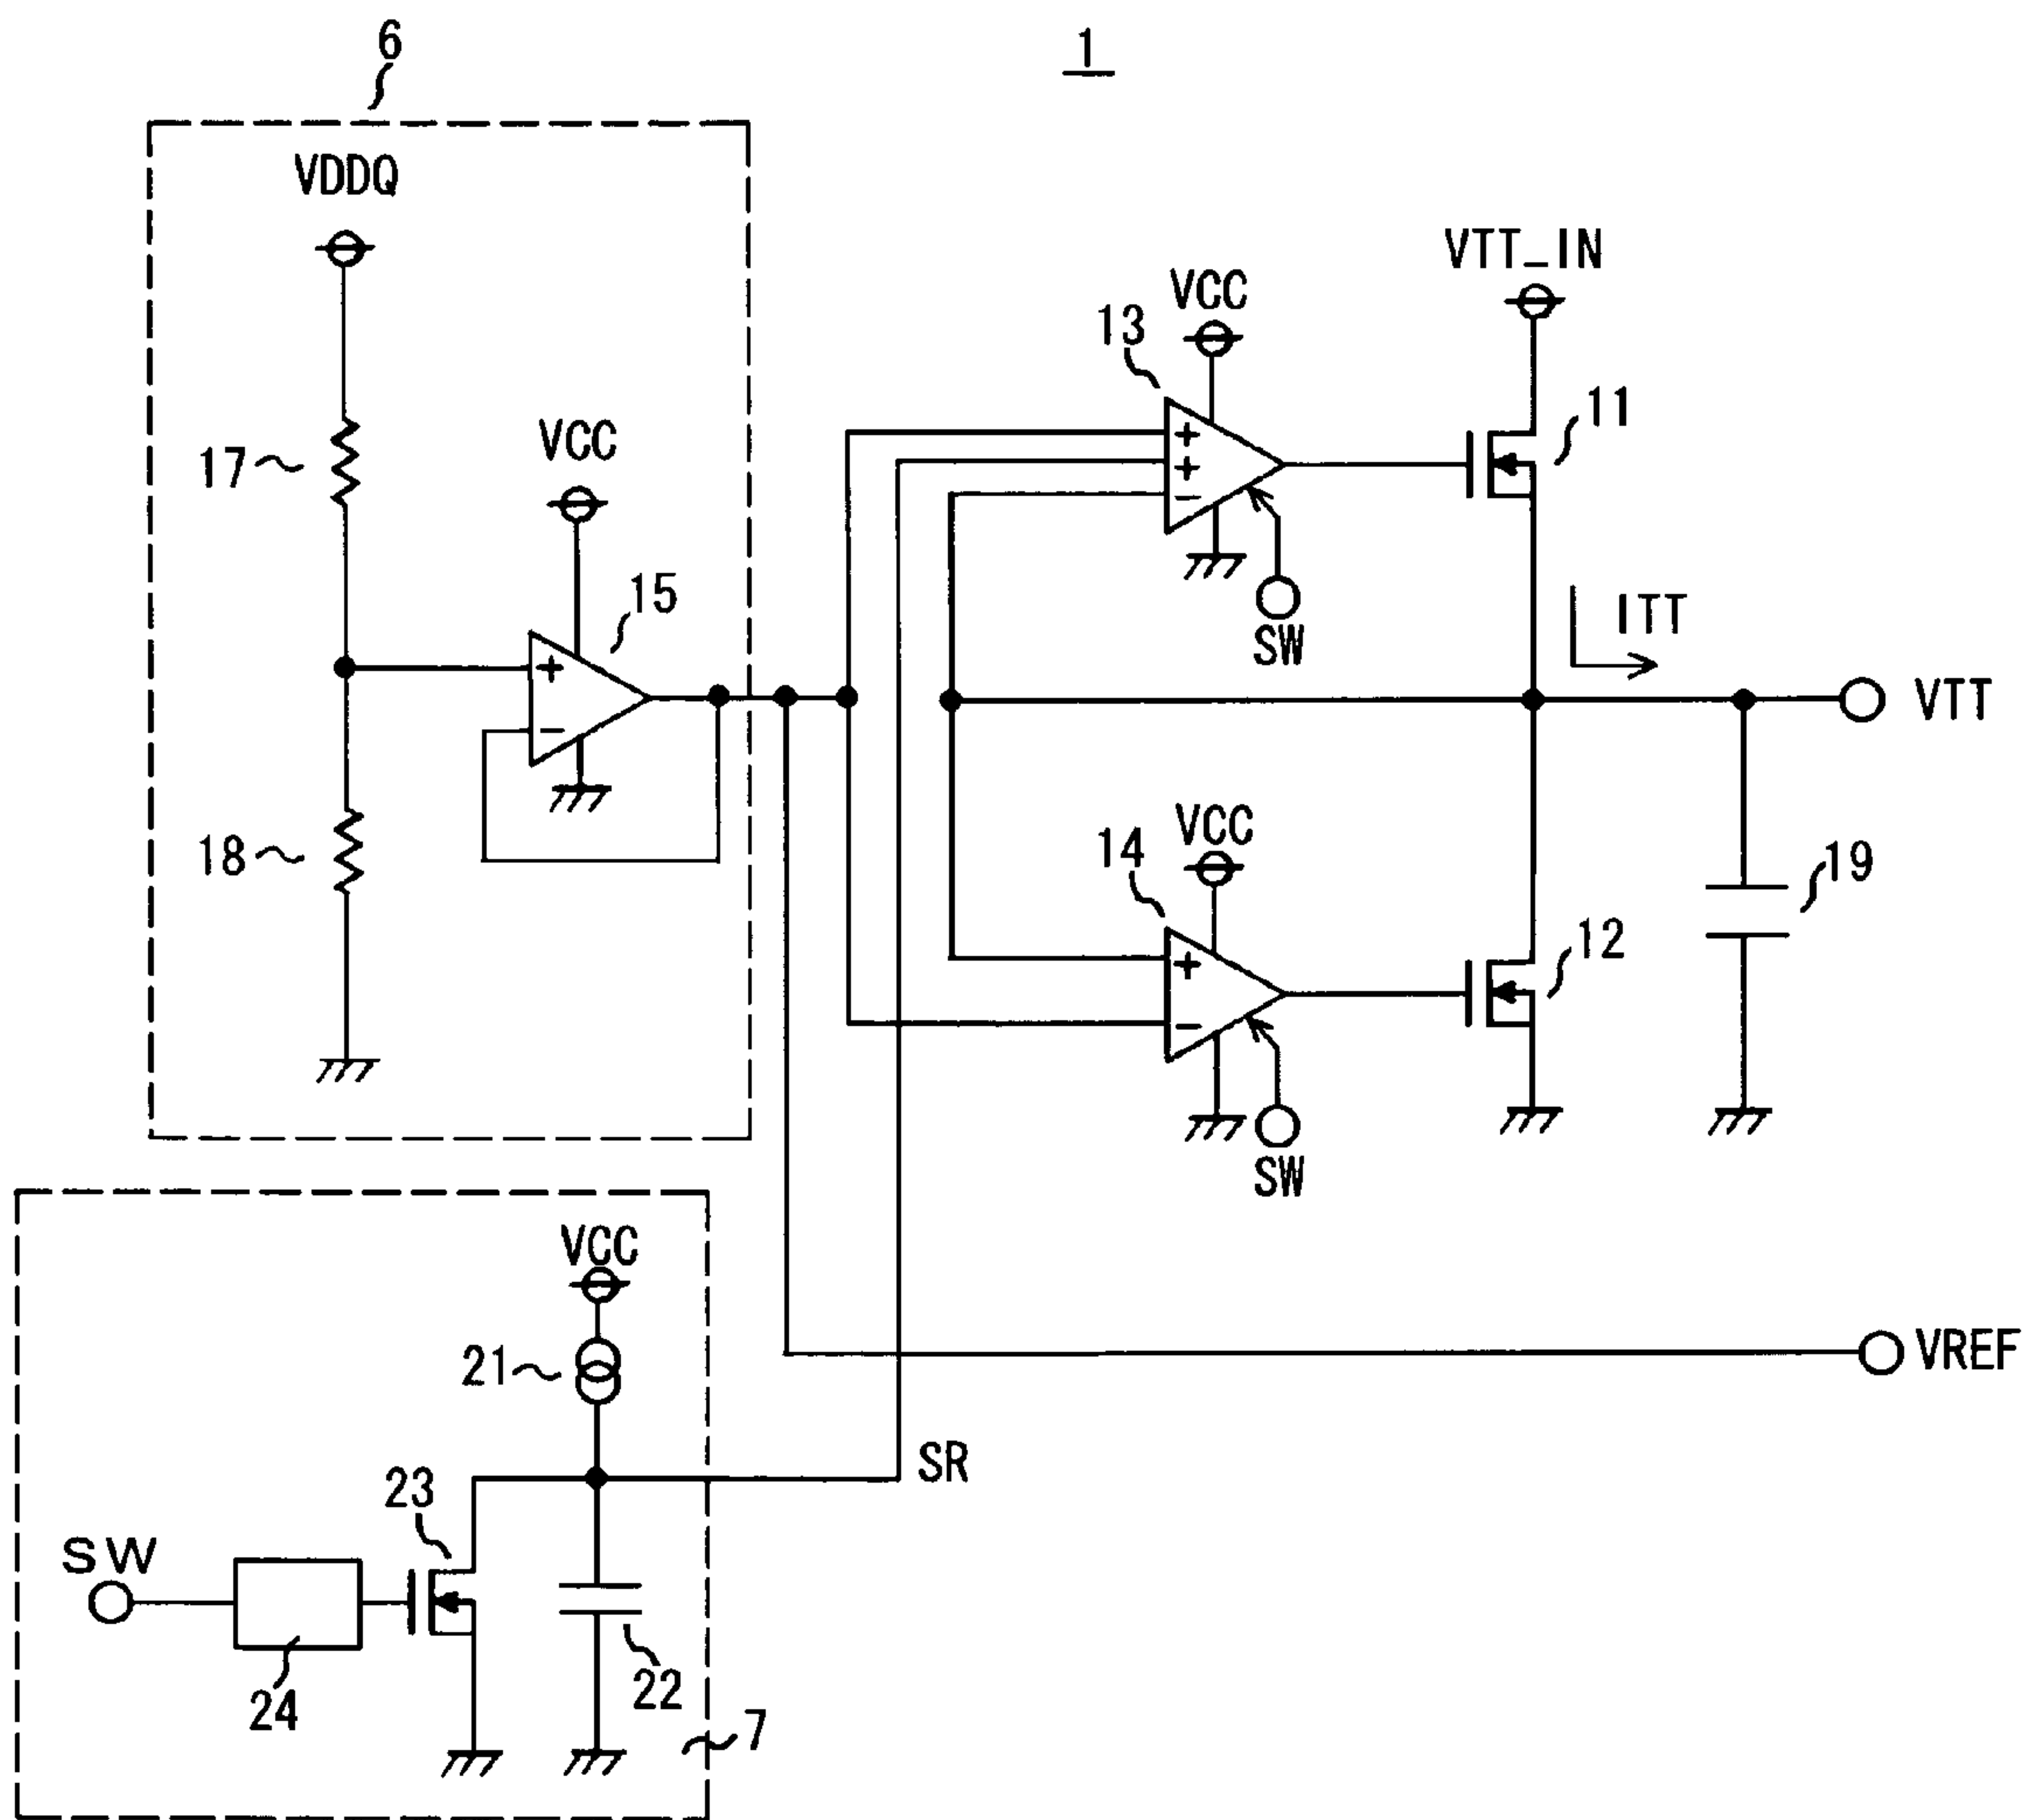 6
1
VDDQ
VTT_IN
VCC
13
11
VCC
17
+
+
-
15
SW
ITT
+
-
VTT
VCC
14
18
19
12
+
-
SW
VCC
21
VREF
SR
23
SW
22
24
7